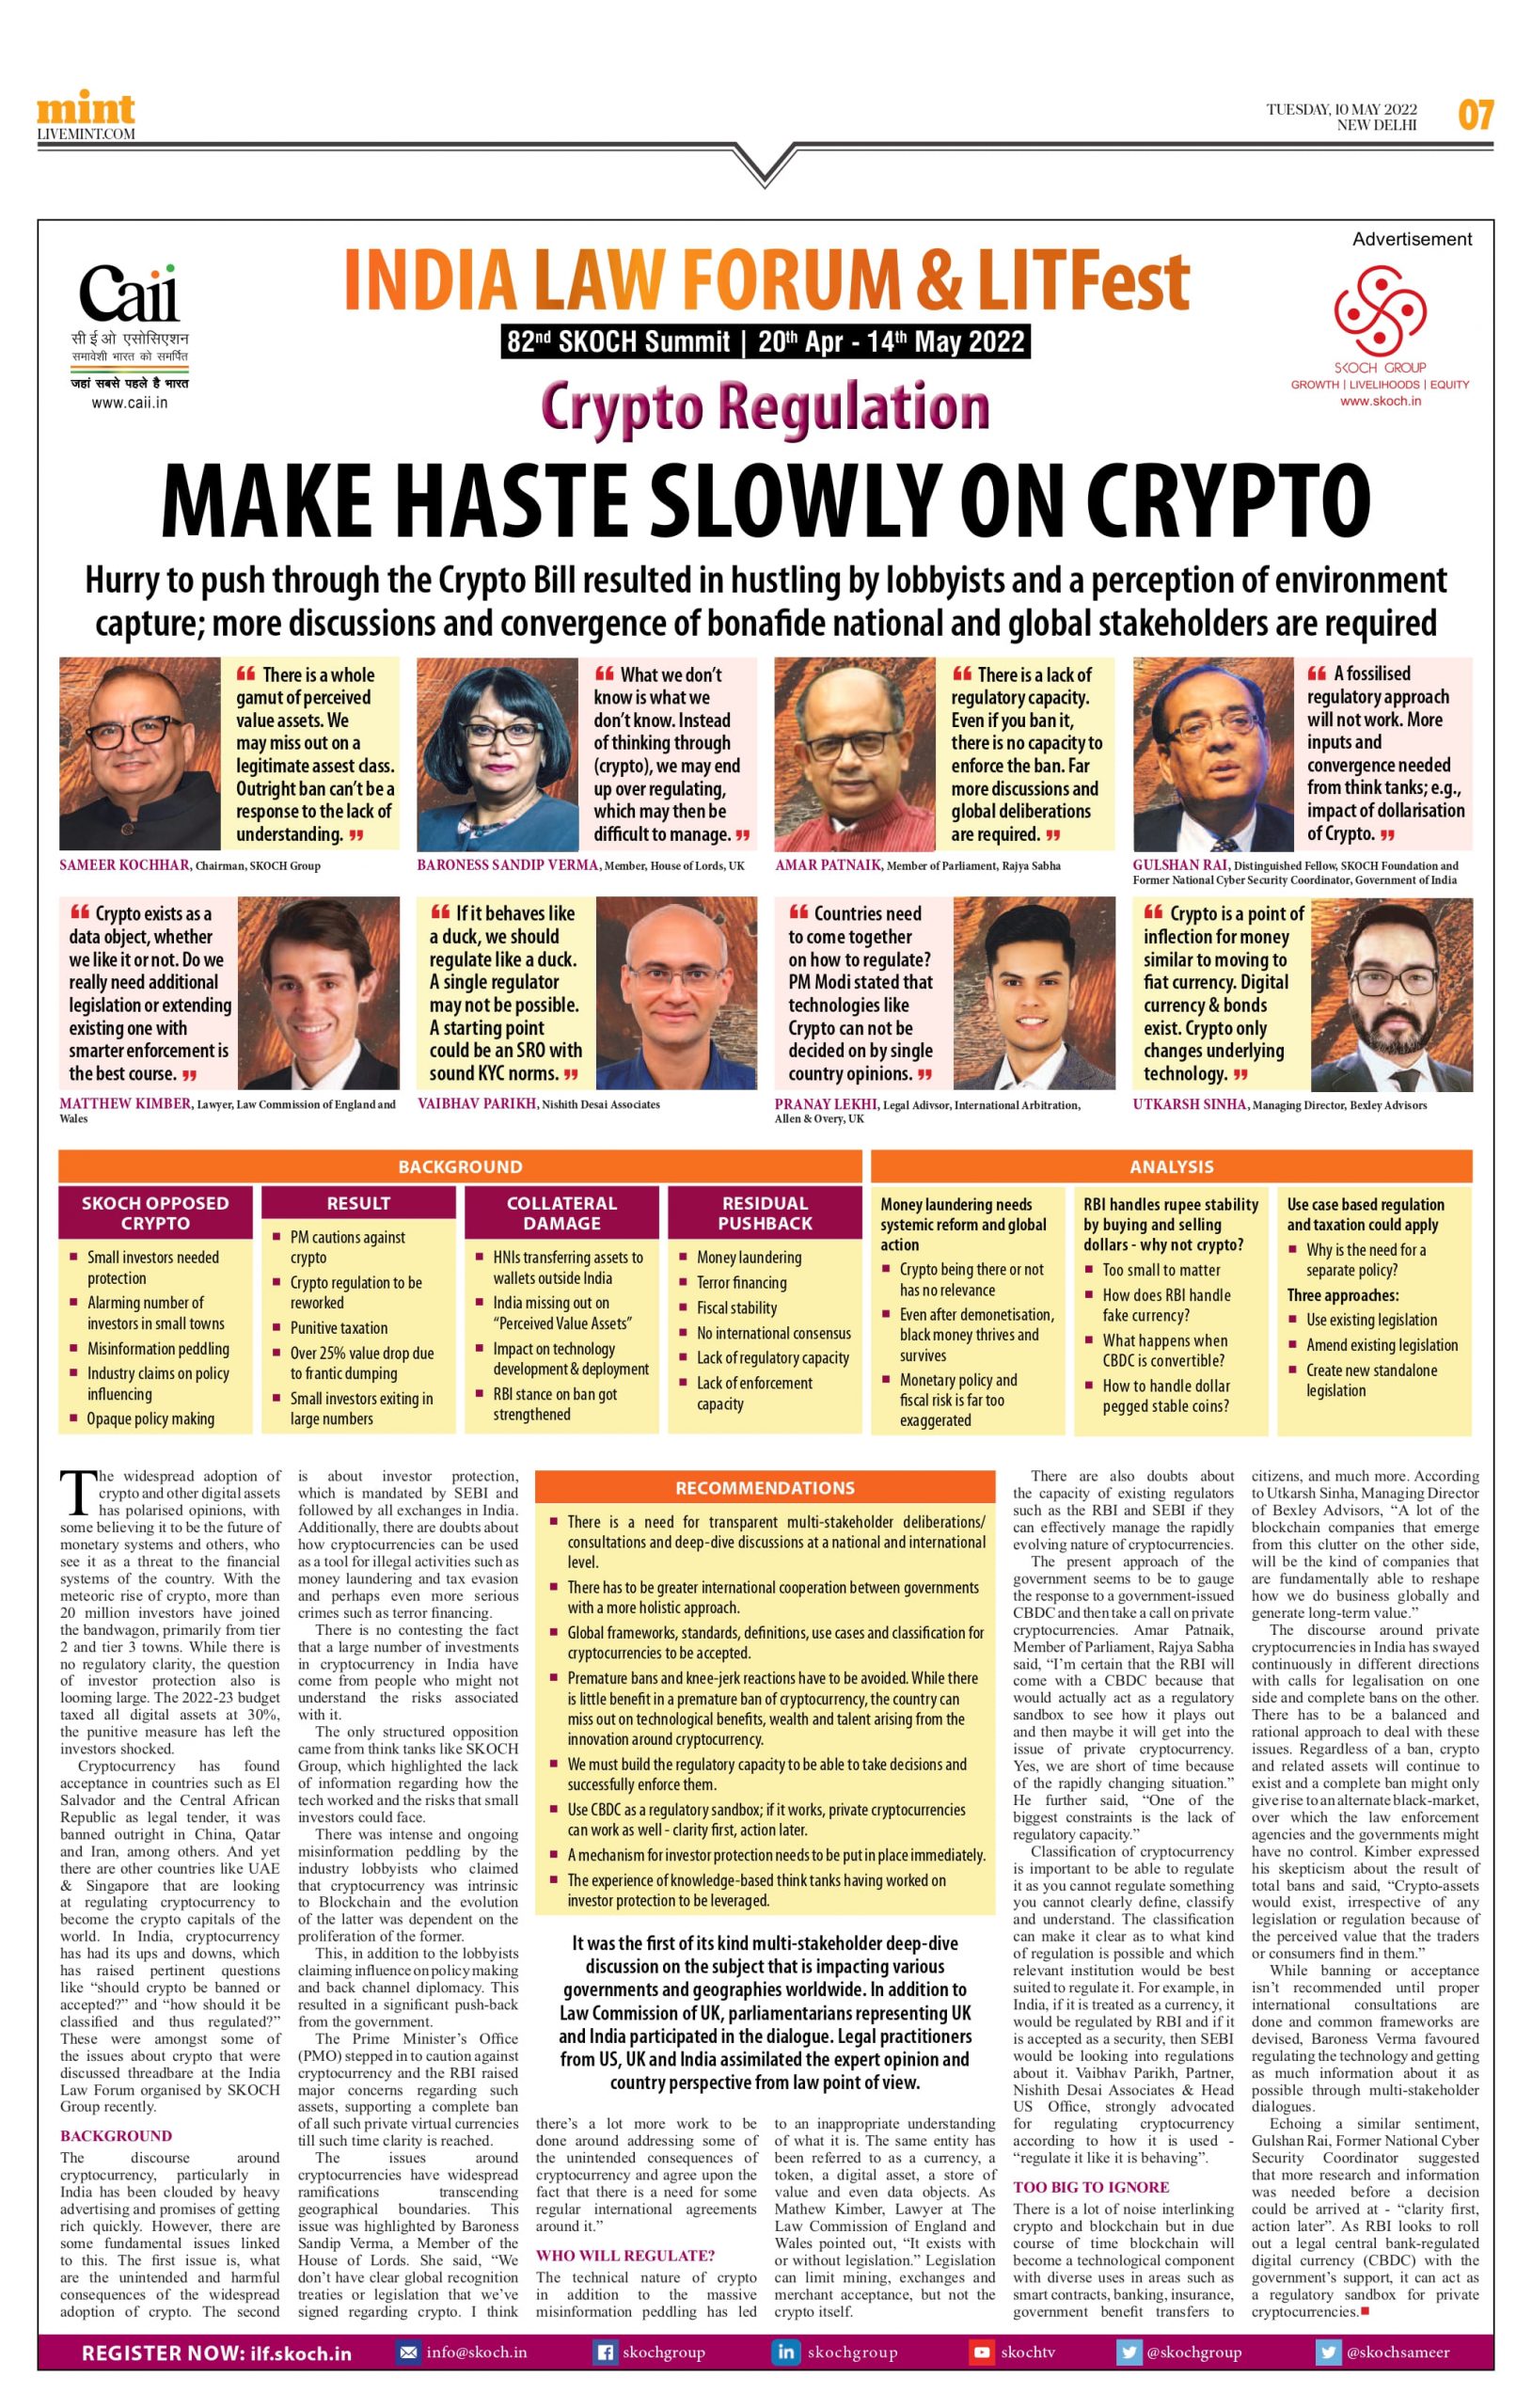 mint
LIVEMINT.COM
TUESDAY, 10 MAY 2022
NEW DELHI
07
Advertisement
Caii
सी ई ओ एसोसिएशन
समावेशी भारत को समर्पित
जहां सबसे पहले है भारत
www.caii.in
INDIA LAW FORUM & LITFest
82nd SKOCH Summit | 20th Apr - 14th May 2022
Crypto Regulation
SKOCH GROUP
GROWTH | LIVELIHOODS | EQUITY
www.skoch.in
MAKE HASTE SLOWLY ON CRYPTO
Hurry to push through the Crypto Bill resulted in hustling by lobbyists and a perception of environment
capture; more discussions and convergence of bonafide national and global stakeholders are required
“ There is a whole
gamut of perceived
value assets. We
may miss out on a
legitimate assest class.
Outright ban can't be a
response to the lack of
understanding. ”
SAMEER KOCHHAR, Chairman, SKOCH Group
“ What we don't
know is what we
don't know. Instead
of thinking through
(crypto), we may end
up over regulating,
which may then be
difficult to manage. ”
BARONESS SANDIP VERMA, Member, House of Lords, UK
“ There is a lack of
regulatory capacity.
Even if you ban it,
there is no capacity to
enforce the ban. Far
more discussions and
global deliberations
are required. ”
AMAR PATNAIK, Member of Parliament, Rajya Sabha
“ A fossilised
regulatory approach
will not work. More
inputs and
convergence needed
from think tanks; e.g.,
impact of dollarisation
of Crypto. ”
GULSHAN RAI, Distinguished Fellow, SKOCH Foundation and
Former National Cyber Security Coordinator, Government of India
“ Crypto exists as a
data object, whether
we like it or not. Do we
really need additional
legislation or extending
existing one with
smarter enforcement is
the best course. ”
MATTHEW KIMBER, Lawyer, Law Commission of England and
Wales
“ If it behaves like
a duck, we should
regulate like a duck.
A single regulator
may not be possible.
A starting point
could be an SRO with
sound KYC norms. ”
VAIBHAV PARIKH, Nishith Desai Associates
“ Countries need
to come together
on how to regulate?
PM Modi stated that
technologies like
Crypto can not be
decided on by single
country opinions. ”
PRANAY LEKHI, Legal Adivsor, International Arbitration,
Allen & Overy, UK
“ Crypto is a point of
inflection for money
similar to moving to
fiat currency. Digital
currency & bonds
exist. Crypto only
changes underlying
technology. ”
UTKARSH SINHA, Managing Director, Bexley Advisors
BACKGROUND
SKOCH OPPOSED
CRYPTO
■ Small investors needed
protection
■ Alarming number of
investors in small towns
■ Misinformation peddling
■ Industry claims on policy
influencing
■ Opaque policy making
RESULT
■ PM cautions against
crypto
■ Crypto regulation to be
reworked
■ Punitive taxation
■ Over 25% value drop due
to frantic dumping
■ Small investors exiting in
large numbers
COLLATERAL
DAMAGE
■ HNIs transferring assets to
wallets outside India
■ India missing out on
“Perceived Value Assets”
■ Impact on technology
development & deployment
■ RBI stance on ban got
strengthened
RESIDUAL
PUSHBACK
■ Money laundering
■ Terror financing
■ Fiscal stability
■ No international consensus
■ Lack of regulatory capacity
■ Lack of enforcement
capacity
ANALYSIS
Money laundering needs
systemic reform and global
action
■ Crypto being there or not
has no relevance
■ Even after demonetisation,
black money thrives and
survives
■ Monetary policy and
fiscal risk is far too
exaggerated
RBI handles rupee stability
by buying and selling
dollars - why not crypto?
■ Too small to matter
■ How does RBI handle
fake currency?
■ What happens when
CBDC is convertible?
■ How to handle dollar
pegged stable coins?
Use case based regulation
and taxation could apply
■ Why is the need for a
separate policy?
Three approaches:
■ Use existing legislation
■ Amend existing legislation
■ Create new standalone
legislation
The widespread adoption of
crypto and other digital assets
has polarised opinions, with
some believing it to be the future of
monetary systems and others, who
see it as a threat to the financial
systems of the country. With the
meteoric rise of crypto, more than
20 million investors have joined
the bandwagon, primarily from tier
2 and tier 3 towns. While there is
no regulatory clarity, the question
of investor protection also is
looming large. The 2022-23 budget
taxed all digital assets at 30%,
the punitive measure has left the
investors shocked.
Cryptocurrency has found
acceptance in countries such as El
Salvador and the Central African
Republic as legal tender, it was
banned outright in China, Qatar
and Iran, among others. And yet
there are other countries like UAE
& Singapore that are looking
at regulating cryptocurrency to
become the crypto capitals of the
world. In India, cryptocurrency
has had its ups and downs, which
has raised pertinent questions
like “should crypto be banned or
accepted?” and “how should it be
classified and thus regulated?”
These were amongst some of
the issues about crypto that were
discussed threadbare at the India
Law Forum organised by SKOCH
Group recently.
BACKGROUND
The discourse around
cryptocurrency, particularly in
India has been clouded by heavy
advertising and promises of getting
rich quickly. However, there are
some fundamental issues linked
to this. The first issue is, what
are the unintended and harmful
consequences of the widespread
adoption of crypto. The second
is about investor protection,
which is mandated by SEBI and
followed by all exchanges in India.
Additionally, there are doubts about
how cryptocurrencies can be used
as a tool for illegal activities such as
money laundering and tax evasion
and perhaps even more serious
crimes such as terror financing.
There is no contesting the fact
that a large number of investments
in cryptocurrency in India have
come from people who might not
understand the risks associated
with it.
The only structured opposition
came from think tanks like SKOCH
Group, which highlighted the lack
of information regarding how the
tech worked and the risks that small
investors could face.
There was intense and ongoing
misinformation peddling by the
industry lobbyists who claimed
that cryptocurrency was intrinsic
to Blockchain and the evolution
of the latter was dependent on the
proliferation of the former.
This, in addition to the lobbyists
claiming influence on policy making
and back channel diplomacy. This
resulted in a significant push-back
from the government.
The Prime Minister's Office
(PMO) stepped in to caution against
cryptocurrency and the RBI raised
major concerns regarding such
assets, supporting a complete ban
of all such private virtual currencies
till such time clarity is reached.
The issues around
cryptocurrencies have widespread
ramifications transcending
geographical boundaries. This
issue was highlighted by Baroness
Sandip Verma, a Member of the
House of Lords. She said, “We
don't have clear global recognition
treaties or legislation that we've
signed regarding crypto. I think
RECOMMENDATIONS
■ There is a need for transparent multi-stakeholder deliberations/
consultations and deep-dive discussions at a national and international
level.
■ There has to be greater international cooperation between governments
with a more holistic approach.
■ Global frameworks, standards, definitions, use cases and classification for
cryptocurrencies to be accepted.
■ Premature bans and knee-jerk reactions have to be avoided. While there
is little benefit in a premature ban of cryptocurrency, the country can
miss out on technological benefits, wealth and talent arising from the
innovation around cryptocurrency.
■ We must build the regulatory capacity to be able to take decisions and
successfully enforce them.
■ Use CBDC as a regulatory sandbox; if it works, private cryptocurrencies
can work as well - clarity first, action later.
■ A mechanism for investor protection needs to be put in place immediately.
■ The experience of knowledge-based think tanks having worked on
investor protection to be leveraged.
It was the first of its kind multi-stakeholder deep-dive
discussion on the subject that is impacting various
governments and geographies worldwide. In addition to
Law Commission of UK, parliamentarians representing UK
and India participated in the dialogue. Legal practitioners
from US, UK and India assimilated the expert opinion and
country perspective from law point of view.
there's a lot more work to be
done around addressing some of
the unintended consequences of
cryptocurrency and agree upon the
fact that there is a need for some
regular international agreements
around it.”
WHO WILL REGULATE?
The technical nature of crypto
in addition to the massive
misinformation peddling has led
to an inappropriate understanding
of what it is. The same entity has
been referred to as a currency, a
token, a digital asset, a store of
value and even data objects. As
Mathew Kimber, Lawyer at The
Law Commission of England and
Wales pointed out, “It exists with
or without legislation.” Legislation
can limit mining, exchanges and
merchant acceptance, but not the
crypto itself.
There are also doubts about
the capacity of existing regulators
such as the RBI and SEBI if they
can effectively manage the rapidly
evolving nature of cryptocurrencies.
The present approach of the
government seems to be to gauge
the response to a government-issued
CBDC and then take a call on private
cryptocurrencies. Amar Patnaik,
Member of Parliament, Rajya Sabha
said, “I'm certain that the RBI will
come with a CBDC because that
would actually act as a regulatory
sandbox to see how it plays out
and then maybe it will get into the
issue of private cryptocurrency.
Yes, we are short of time because
of the rapidly changing situation.”
He further said, “One of the
biggest constraints is the lack of
regulatory capacity.”
Classification of cryptocurrency
is important to be able to regulate
it as you cannot regulate something
you cannot clearly define, classify
and understand. The classification
can make it clear as to what kind
of regulation is possible and which
relevant institution would be best
suited to regulate it. For example, in
India, if it is treated as a currency, it
would be regulated by RBI and if it
is accepted as a security, then SEBI
would be looking into regulations
about it. Vaibhav Parikh, Partner,
Nishith Desai Associates & Head
US Office, strongly advocated
for regulating cryptocurrency
according to how it is used -
“regulate it like it is behaving”.
TOO BIG TO IGNORE
There is a lot of noise interlinking
crypto and blockchain but in due
course of time blockchain will
become a technological component
with diverse uses in areas such as
smart contracts, banking, insurance,
government benefit transfers to
citizens, and much more. According
to Utkarsh Sinha, Managing Director
of Bexley Advisors, “A lot of the
blockchain companies that emerge
from this clutter on the other side,
will be the kind of companies that
are fundamentally able to reshape
how we do business globally and
generate long-term value.”
The discourse around private
cryptocurrencies in India has swayed
continuously in different directions
with calls for legalisation on one
side and complete bans on the other.
There has to be a balanced and
rational approach to deal with these
issues. Regardless of a ban, crypto
and related assets will continue to
exist and a complete ban might only
give rise to an alternate black-market,
over which the law enforcement
agencies and the governments might
have no control. Kimber expressed
his skepticism about the result of
total bans and said, “Crypto-assets
would exist, irrespective of any
legislation or regulation because of
the perceived value that the traders
or consumers find in them.”
While banning or acceptance
isn't recommended until proper
international consultations are
done and common frameworks are
devised, Baroness Verma favoured
regulating the technology and getting
as much information about it as
possible through multi-stakeholder
dialogues.
Echoing a similar sentiment,
Gulshan Rai, Former National Cyber
Security Coordinator suggested
that more research and information
was needed before a decision
could be arrived at - “clarity first,
action later”. As RBI looks to roll
out a legal central bank-regulated
digital currency (CBDC) with the
government's support, it can act as
a regulatory sandbox for private
cryptocurrencies.■
REGISTER NOW: ilf.skoch.in
info@skoch.in
skochgroup
in skochgroup
skochtv
@skochgroup
@skochsameer